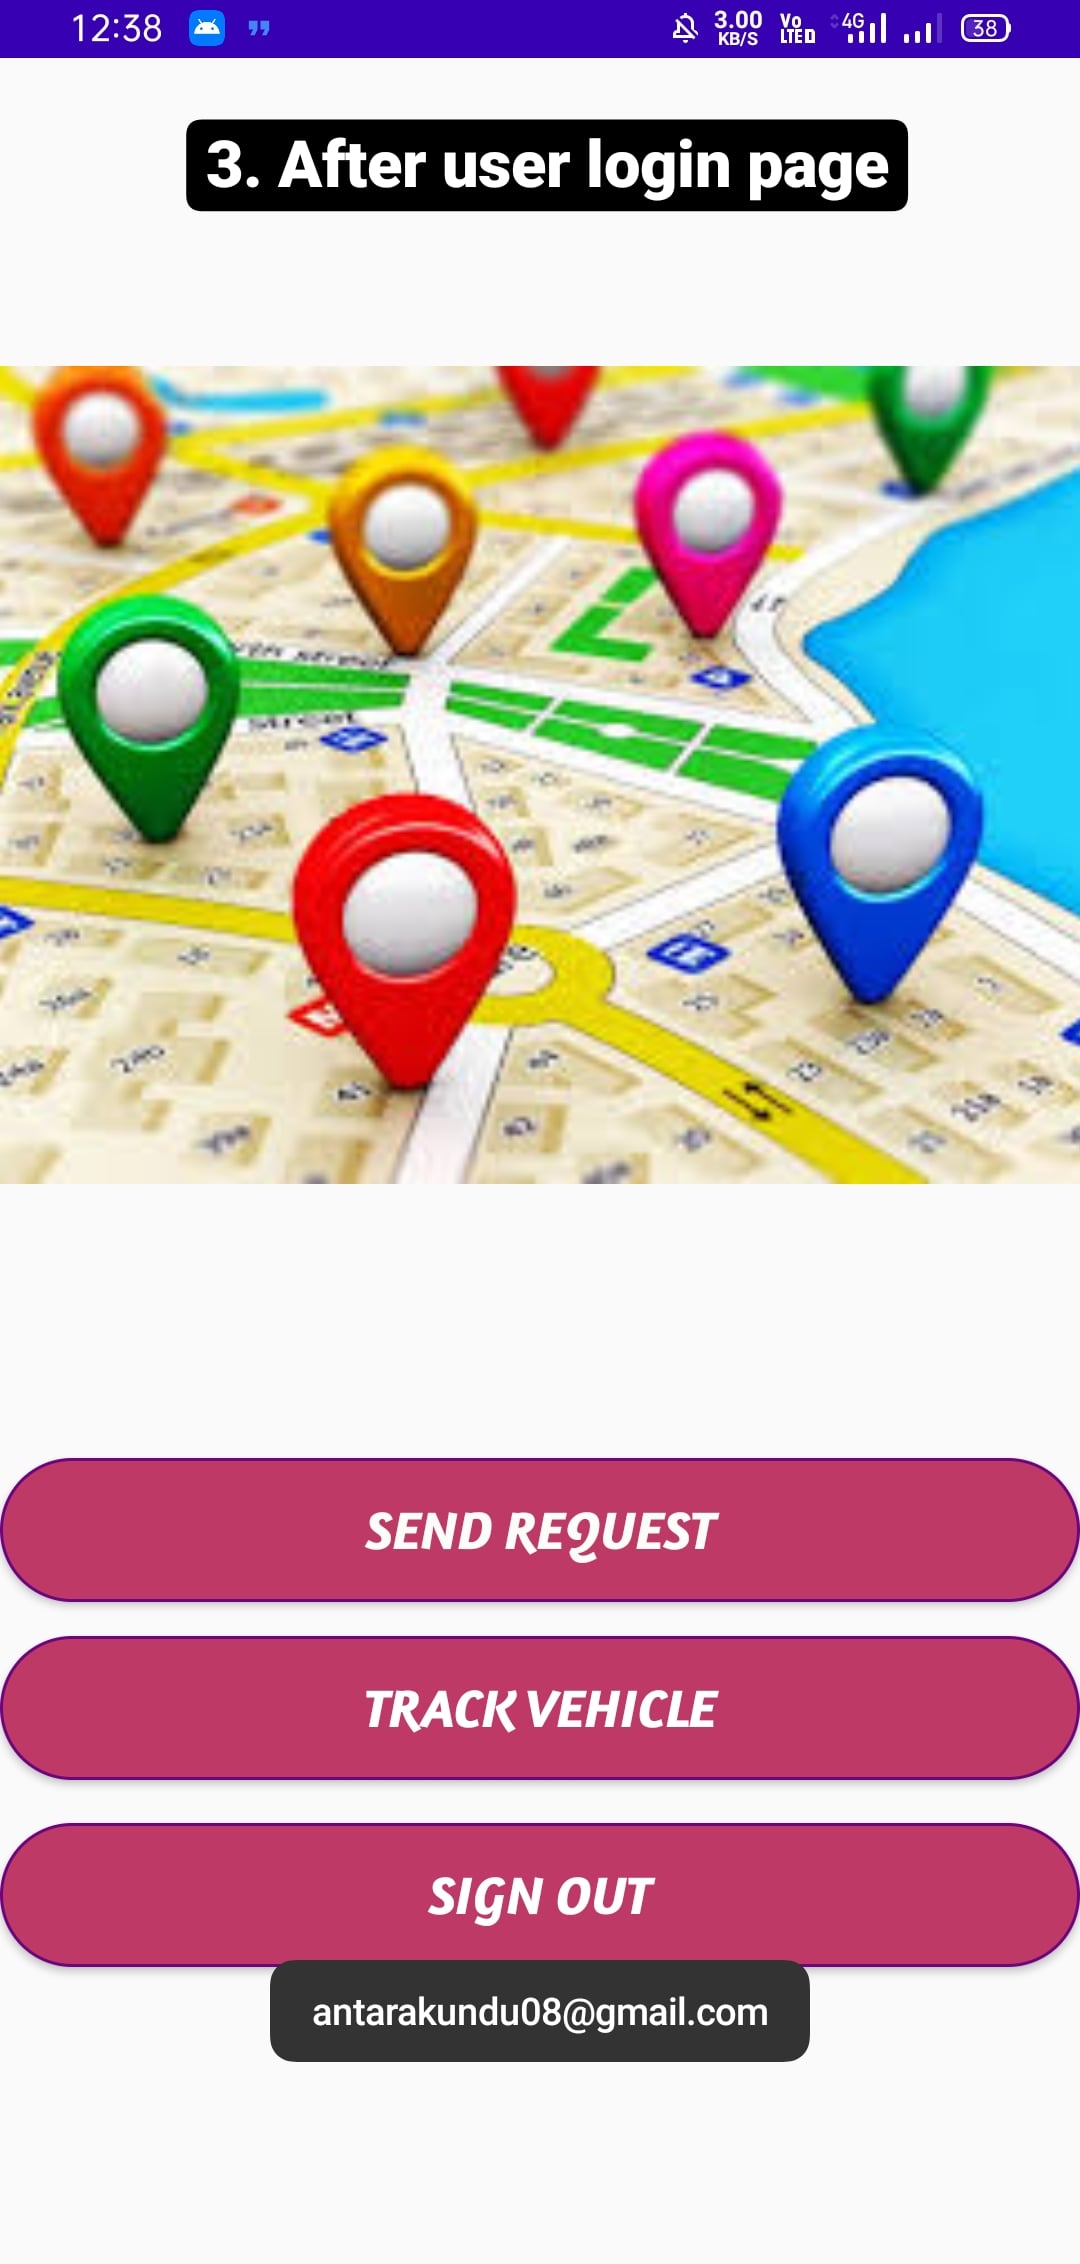 12:38 3.00 KB/S Vo LTE 4G 38
3. After user login page
street
SEND REQUEST
TRACK VEHICLE
SIGN OUT
antarakundu08@gmail.com